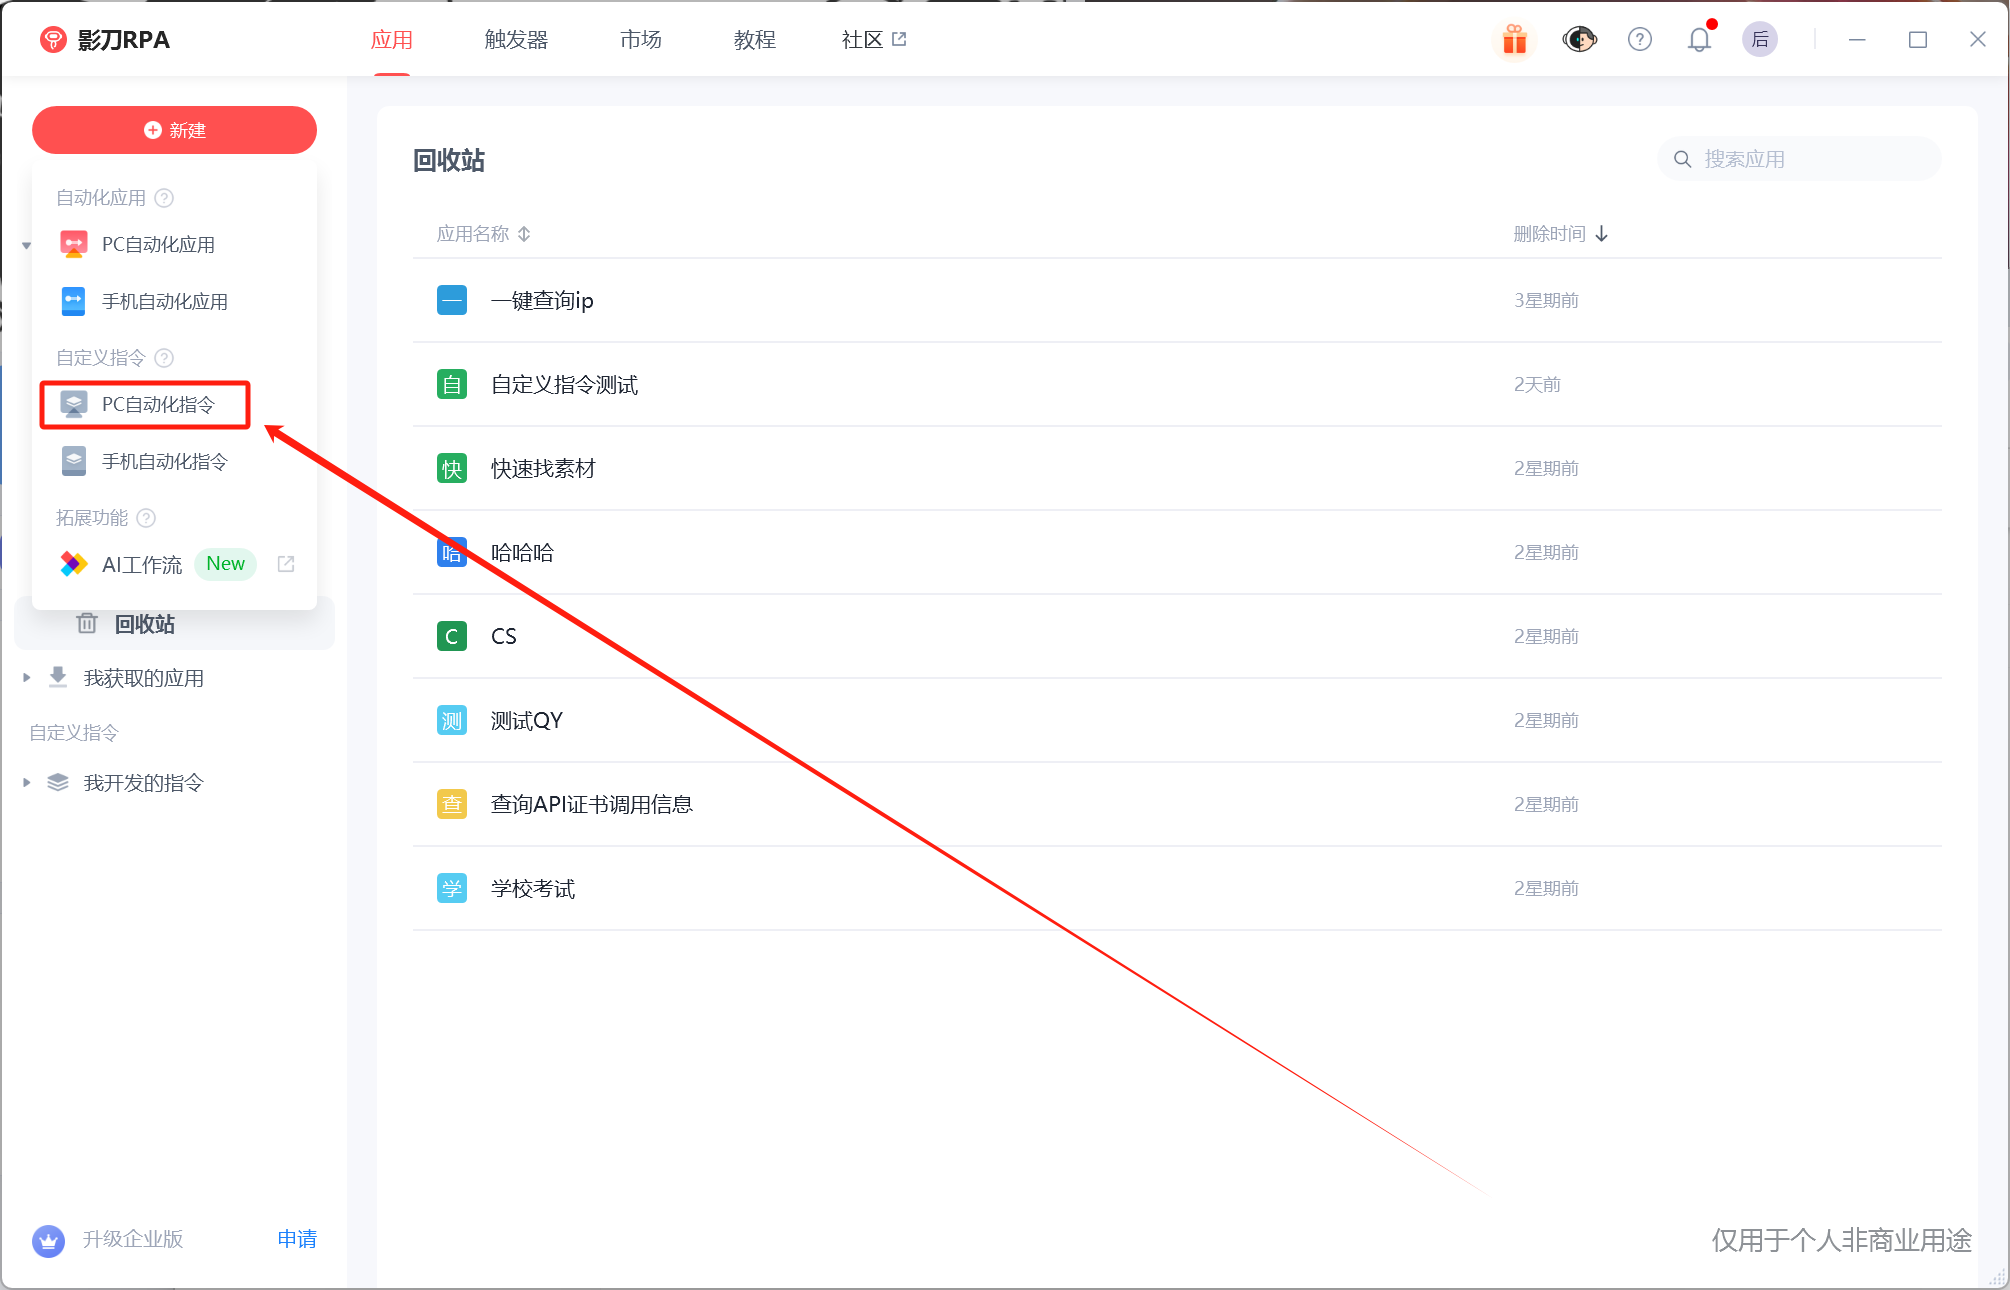 影刀RPA
应用
触发器
市场
教程
社区
后
新建
自动化应用
PC自动化应用
手机自动化应用
自定义指令
PC自动化指令
手机自动化指令
拓展功能
AI工作流 New
回收站
我获取的应用
自定义指令
我开发的指令
升级企业版 申请
回收站
搜索应用
应用名称 删除时间
一 一键查询ip 3星期前
自 自定义指令测试 2天前
快 快速找素材 2星期前
哈 哈哈哈 2星期前
C CS 2星期前
测 测试QY 2星期前
查 查询API证书调用信息 2星期前
学 学校考试 2星期前
仅用于个人非商业用途